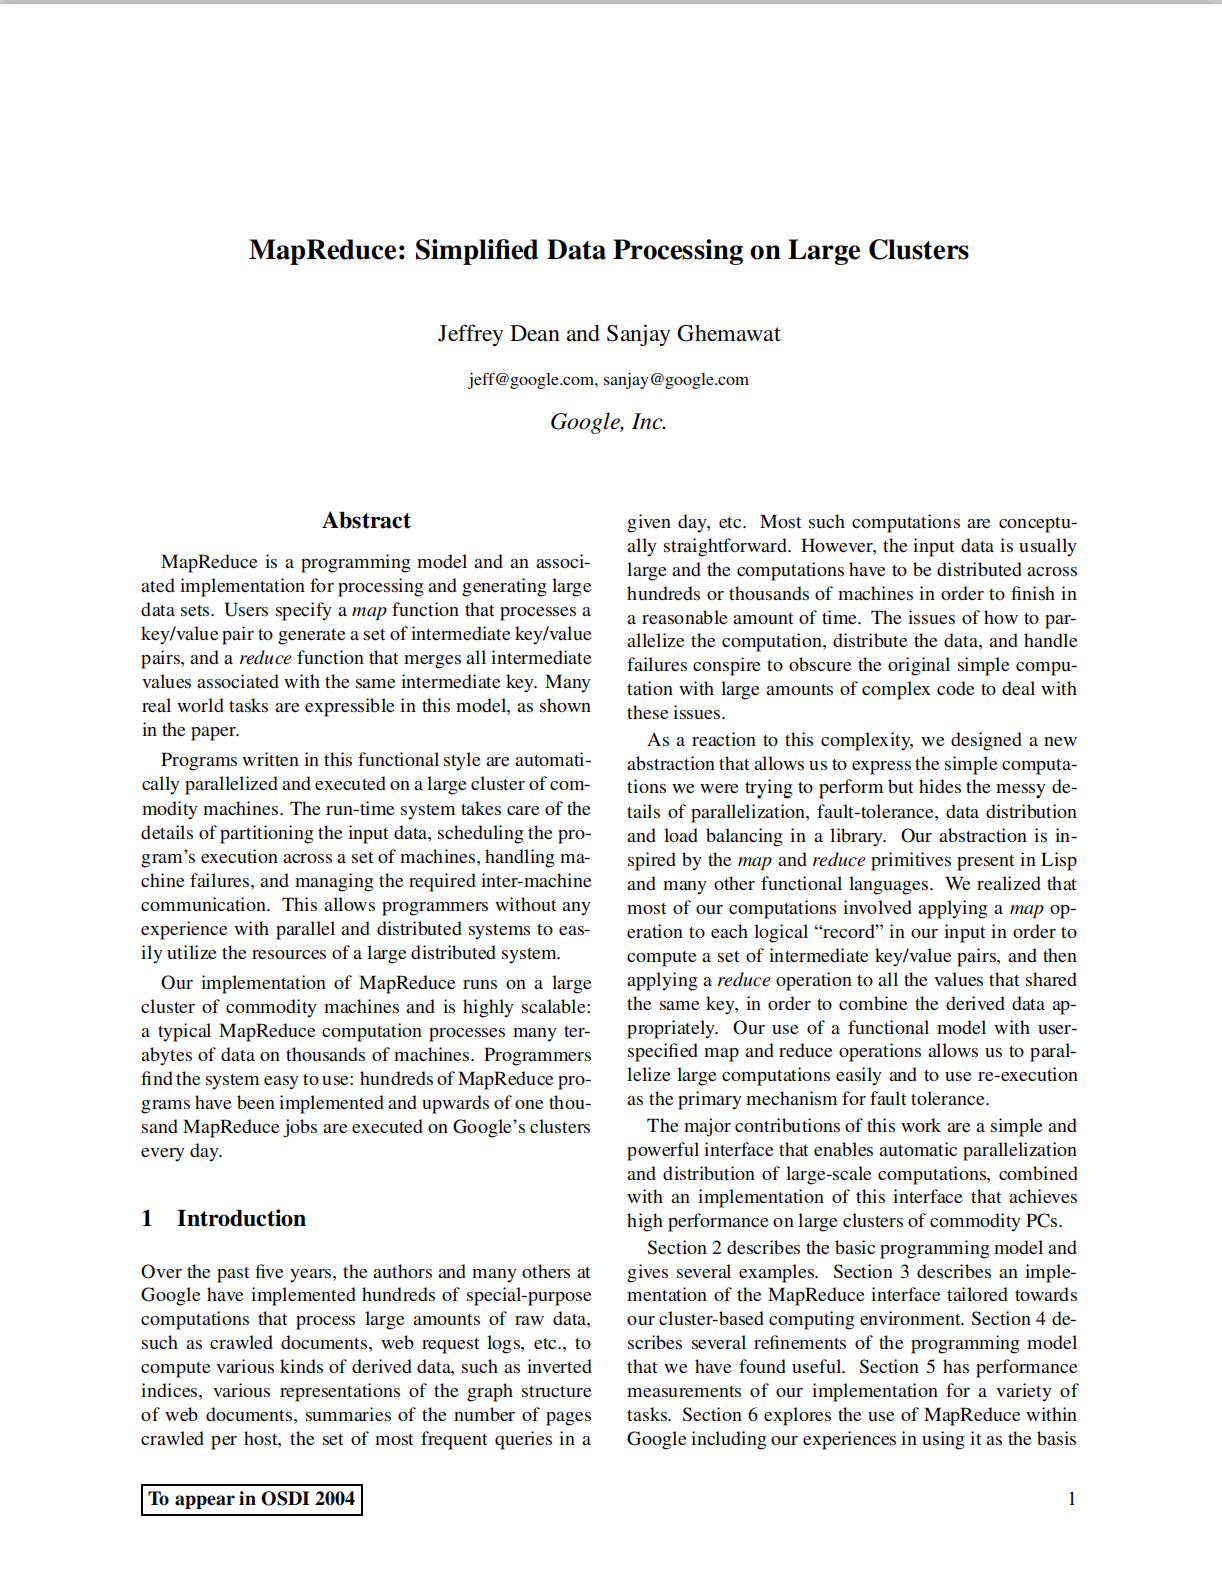 MapReduce: Simplified Data Processing on Large Clusters
Jeffrey Dean and Sanjay Ghemawat
jeff@google.com, sanjay@google.com
Google, Inc.
Abstract
MapReduce is a programming model and an associ-
ated implementation for processing and generating large
data sets. Users specify a map function that processes a
key/value pair to generate a set of intermediate key/value
pairs, and a reduce function that merges all intermediate
values associated with the same intermediate key. Many
real world tasks are expressible in this model, as shown
in the paper.
Programs written in this functional style are automati-
cally parallelized and executed on a large cluster of com-
modity machines. The run-time system takes care of the
details of partitioning the input data, scheduling the pro-
gram's execution across a set of machines, handling ma-
chine failures, and managing the required inter-machine
communication. This allows programmers without any
experience with parallel and distributed systems to eas-
ily utilize the resources of a large distributed system.
Our implementation of MapReduce runs on a large
cluster of commodity machines and is highly scalable:
a typical MapReduce computation processes many ter-
abytes of data on thousands of machines. Programmers
find the system easy to use: hundreds of MapReduce pro-
grams have been implemented and upwards of one thou-
sand MapReduce jobs are executed on Google's clusters
every day.
1 Introduction
Over the past five years, the authors and many others at
Google have implemented hundreds of special-purpose
computations that process large amounts of raw data,
such as crawled documents, web request logs, etc., to
compute various kinds of derived data, such as inverted
indices, various representations of the graph structure
of web documents, summaries of the number of pages
crawled per host, the set of most frequent queries in a
given day, etc. Most such computations are conceptu-
ally straightforward. However, the input data is usually
large and the computations have to be distributed across
hundreds or thousands of machines in order to finish in
a reasonable amount of time. The issues of how to par-
allelize the computation, distribute the data, and handle
failures conspire to obscure the original simple compu-
tation with large amounts of complex code to deal with
these issues.
As a reaction to this complexity, we designed a new
abstraction that allows us to express the simple computa-
tions we were trying to perform but hides the messy de-
tails of parallelization, fault-tolerance, data distribution
and load balancing in a library. Our abstraction is in-
spired by the map and reduce primitives present in Lisp
and many other functional languages. We realized that
most of our computations involved applying a map op-
eration to each logical “record” in our input in order to
compute a set of intermediate key/value pairs, and then
applying a reduce operation to all the values that shared
the same key, in order to combine the derived data ap-
propriately. Our use of a functional model with user-
specified map and reduce operations allows us to paral-
lelize large computations easily and to use re-execution
as the primary mechanism for fault tolerance.
The major contributions of this work are a simple and
powerful interface that enables automatic parallelization
and distribution of large-scale computations, combined
with an implementation of this interface that achieves
high performance on large clusters of commodity PCs.
Section 2 describes the basic programming model and
gives several examples. Section 3 describes an imple-
mentation of the MapReduce interface tailored towards
our cluster-based computing environment. Section 4 de-
scribes several refinements of the programming model
that we have found useful. Section 5 has performance
measurements of our implementation for a variety of
tasks. Section 6 explores the use of MapReduce within
Google including our experiences in using it as the basis
To appear in OSDI 2004
1